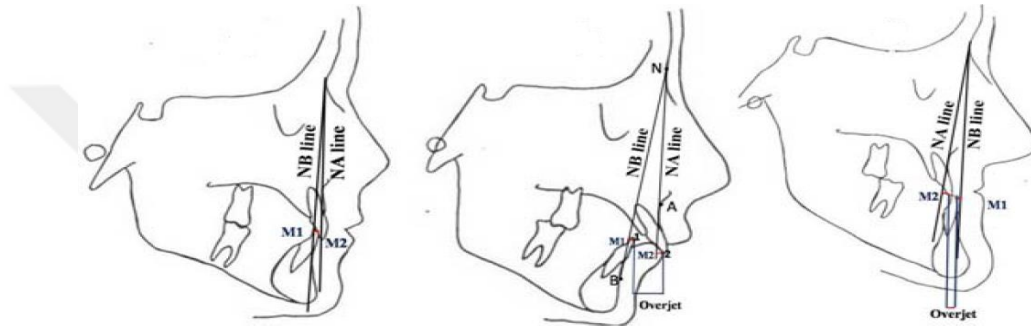 NB line
NA line
M1
M2
N
NB line
NA line
A
M1
1
M2
2
B
Overjet
NA line
NB line
M2
M1
Overjet